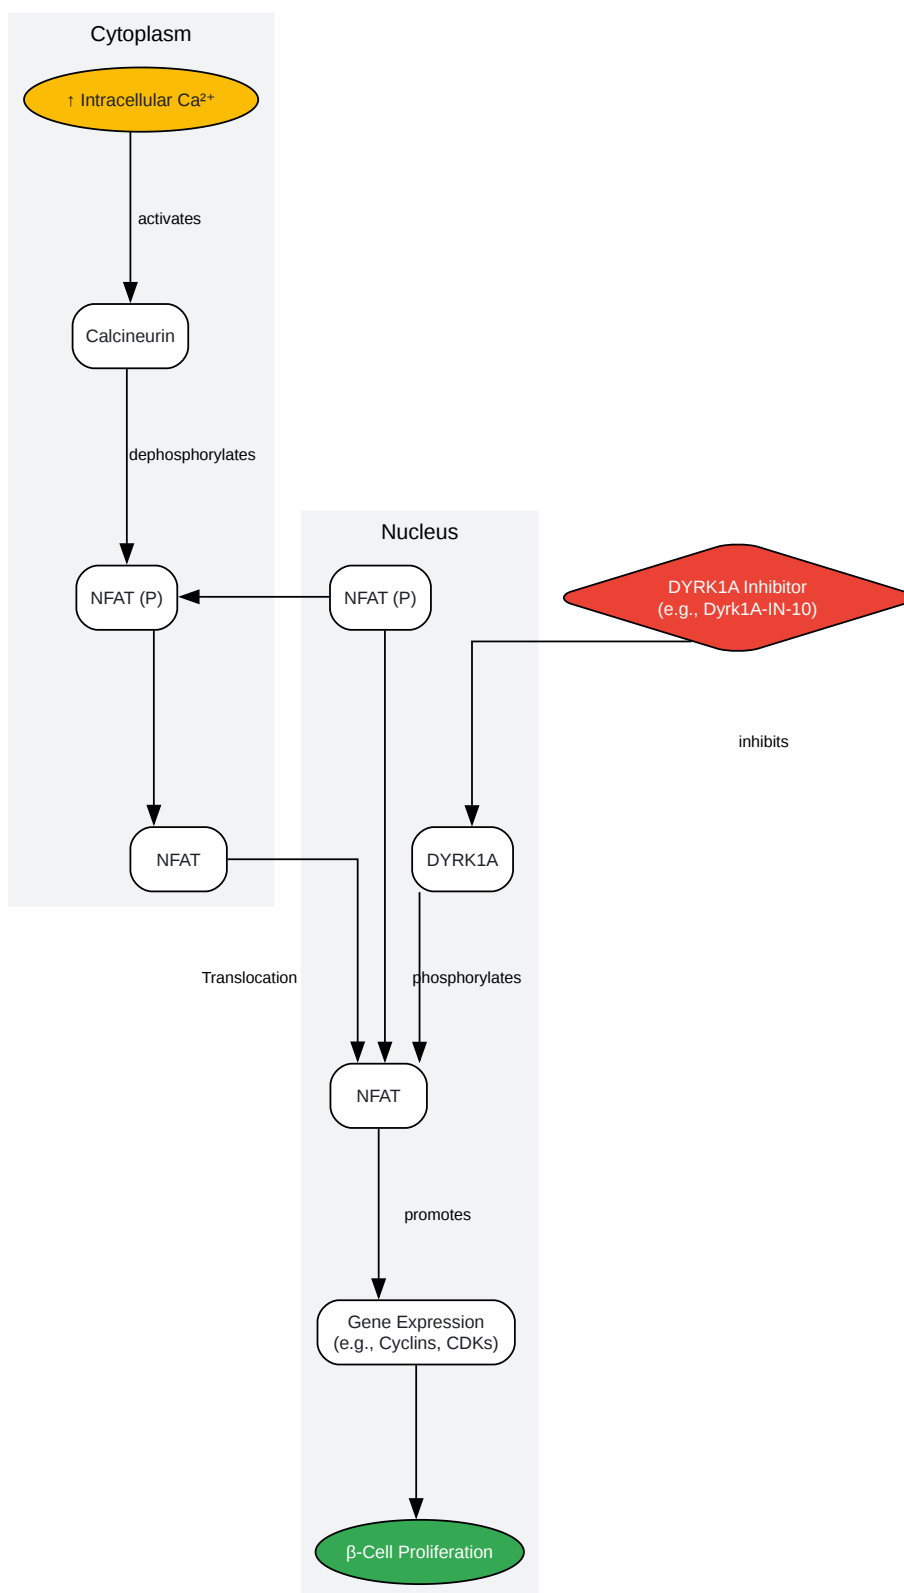 Cytoplasm
↑ Intracellular Ca²⁺
activates
Calcineurin
dephosphorylates
Nucleus
NFAT (P)
NFAT (P)
DYRK1A Inhibitor
(e.g., Dyrk1A-IN-10)
inhibits
NFAT
DYRK1A
Translocation
phosphorylates
NFAT
promotes
Gene Expression
(e.g., Cyclins, CDKs)
β-Cell Proliferation